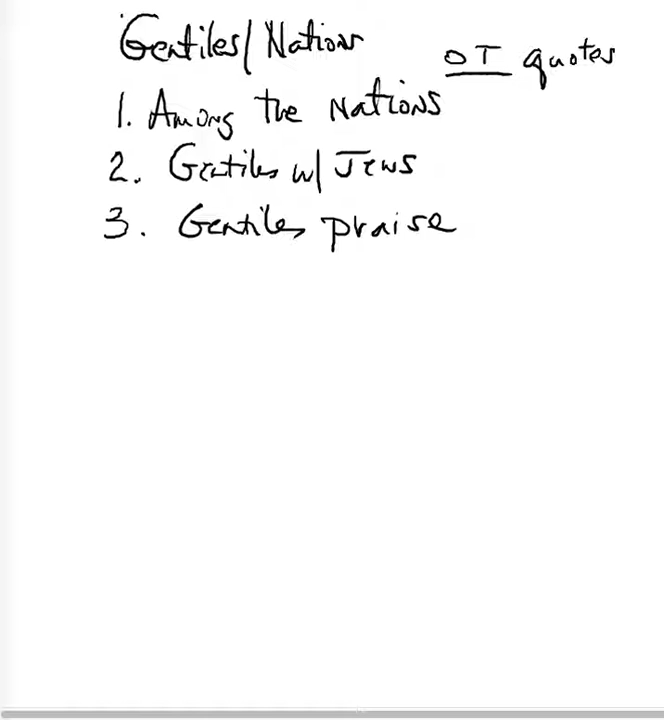 Gentiles/Nations
OT quotes
1. Among the Nations
2. Gentiles w/ Jews
3. Gentiles praise